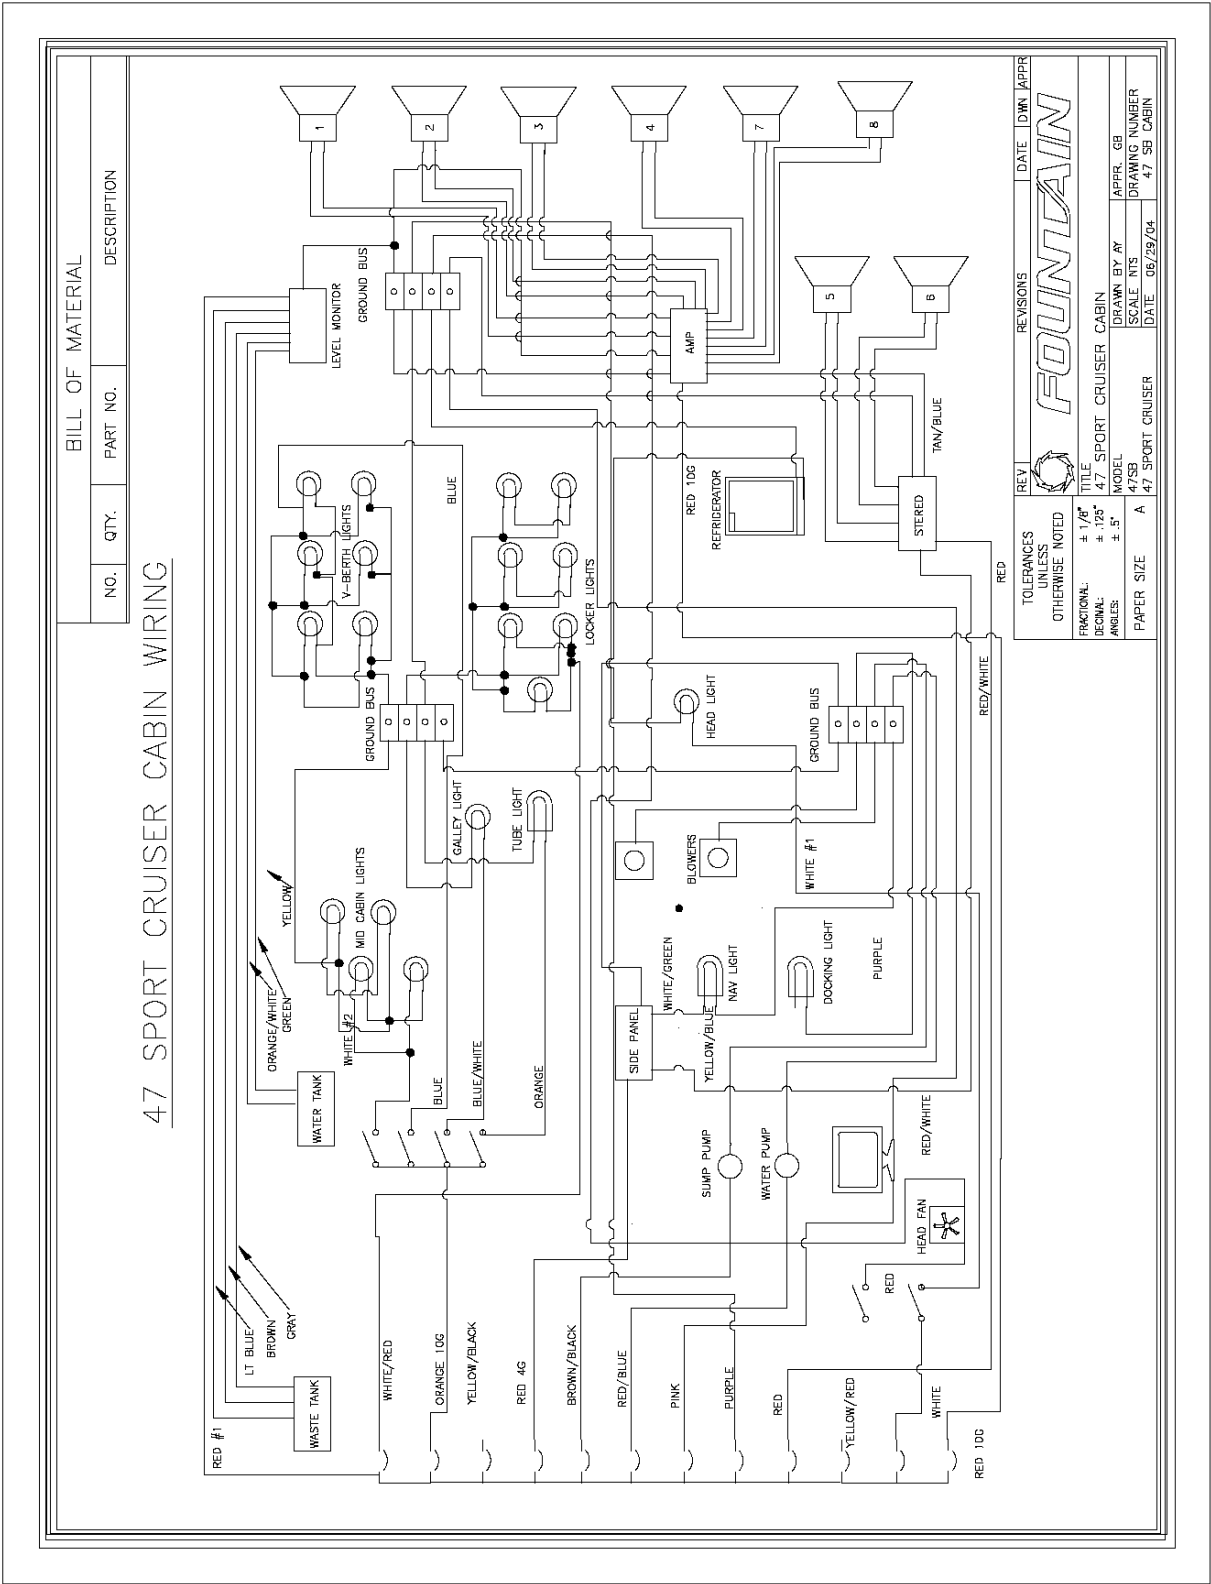 47 SPORT CRUISER CABIN WIRING
BILL OF MATERIAL
NO.
QTY.
PART NO.
DESCRIPTION
RED #1
LT BLUE
BROWN
GRAY
WASTE TANK
WATER TANK
ORANGE/WHITE
GREEN
YELLOW
LEVEL MONITOR
GROUND BUS
WHITE #2
MID CABIN LIGHTS
V-BERTH LIGHTS
BLUE
GROUND BUS
BLUE
BLUE/WHITE
GALLEY LIGHT
TUBE LIGHT
ORANGE
LOCKER LIGHTS
1
2
3
4
7
8
5
6
AMP
RED 10G
REFRIGERATOR
STEREO
TAN/BLUE
RED
RED/WHITE
HEAD LIGHT
GROUND BUS
BLOWERS
WHITE #1
WHITE/GREEN
NAV LIGHT
DOCKING LIGHT
PURPLE
SIDE PANEL
YELLOW/BLUE
SUMP PUMP
WATER PUMP
RED/WHITE
HEAD FAN
RED
WHITE/RED
ORANGE 10G
YELLOW/BLACK
RED 4G
BROWN/BLACK
RED/BLUE
PINK
PURPLE
RED
YELLOW/RED
WHITE
RED 10G
TOLERANCES
UNLESS
OTHERWISE NOTED
FRACTIONAL: ± 1/8"
DECIMAL: ± .125"
ANGLES: ± .5°
PAPER SIZE A
REV
REVISIONS
DATE
DWN
APPR
FOUNTAIN
TITLE
47 SPORT CRUISER CABIN
MODEL
47SB
47 SPORT CRUISER
DRAWN BY AY
SCALE NTS
DATE 06/29/04
APPR. GB
DRAWING NUMBER
47 SB CABIN